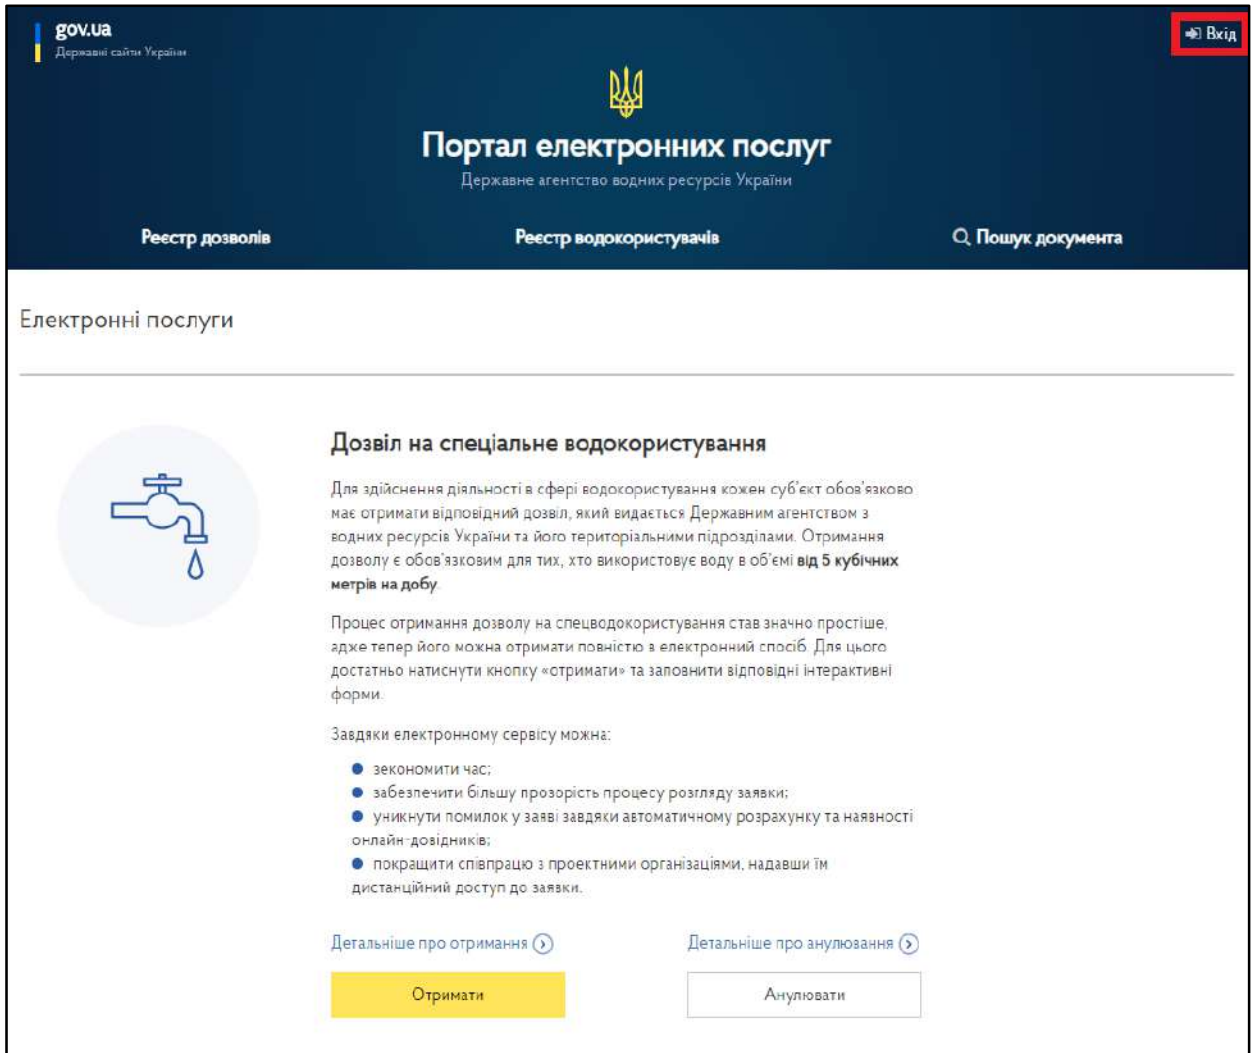 gov.ua
Державні сайти України
Вхід
Портал електронних послуг
Державне агентство водних ресурсів України
Реєстр дозволів
Реєстр водокористувачів
Пошук документа
Електронні послуги
Дозвіл на спеціальне водокористування
Для здійснення діяльності в сфері водокористування кожен суб'єкт обов'язково
має отримати відповідний дозвіл, який видається Державним агентством з
водних ресурсів України та його територіальними підрозділами. Отримання
дозволу є обов'язковим для тих, хто використовує воду в об'ємі від 5 кубічних
метрів на добу.
Процес отримання дозволу на спецводокористування став значно простіше,
адже тепер його можна отримати повністю в електронний спосіб. Для цього
достатньо натиснути кнопку «отримати» та заповнити відповідні інтерактивні
форми.
Завдяки електронному сервісу можна:
зекономити час;
забезпечити більшу прозорість процесу розгляду заявки;
уникнути помилок у заяві завдяки автоматичному розрахунку та наявності
онлайн-довідників;
покращити співпрацю з проектними організаціями, надавши їм
дистанційний доступ до заявки.
Детальніше про отримання
Детальніше про анулювання
Отримати
Анулювати